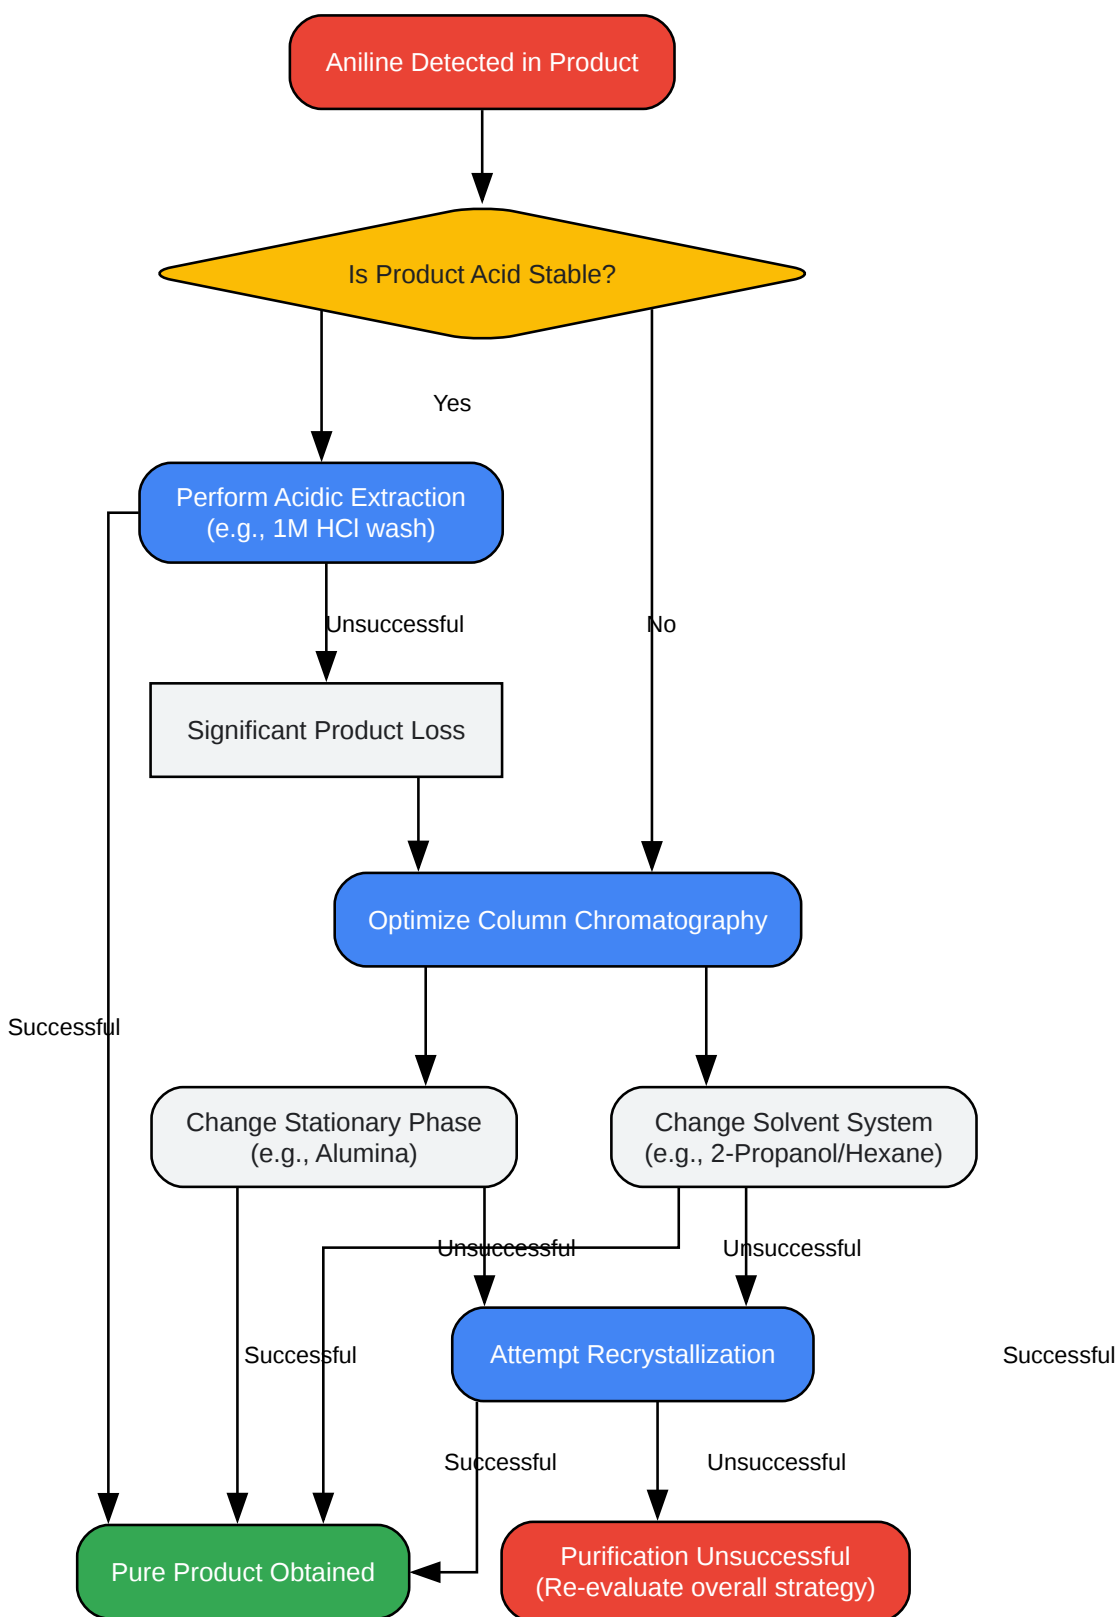 Aniline Detected in Product
Is Product Acid Stable?
Yes
Perform Acidic Extraction
(e.g., 1M HCl wash)
Unsuccessful
No
Significant Product Loss
Optimize Column Chromatography
Successful
Change Stationary Phase
(e.g., Alumina)
Change Solvent System
(e.g., 2-Propanol/Hexane)
Unsuccessful
Unsuccessful
Successful
Attempt Recrystallization
Successful
Successful
Unsuccessful
Pure Product Obtained
Purification Unsuccessful
(Re-evaluate overall strategy)